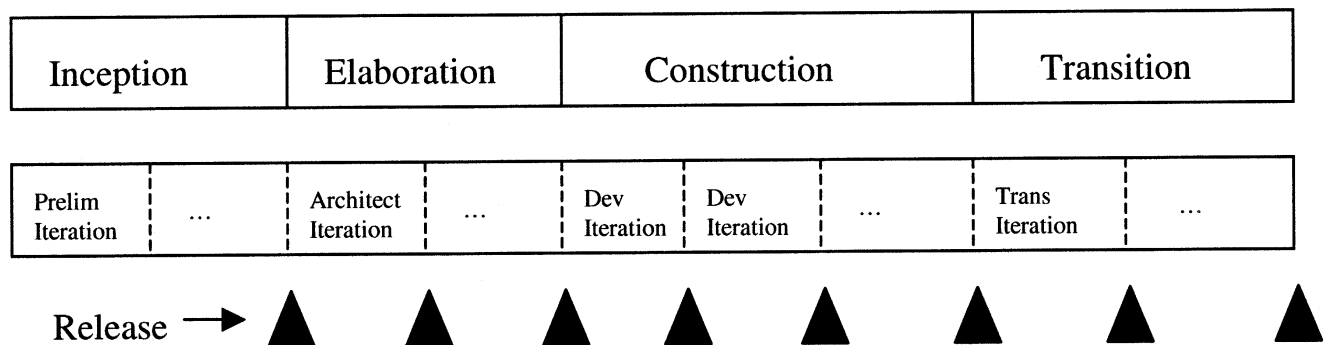 Inception Elaboration Construction Transition
Prelim Iteration
...
Architect Iteration
...
Dev Iteration
Dev Iteration
...
Trans Iteration
...
Release